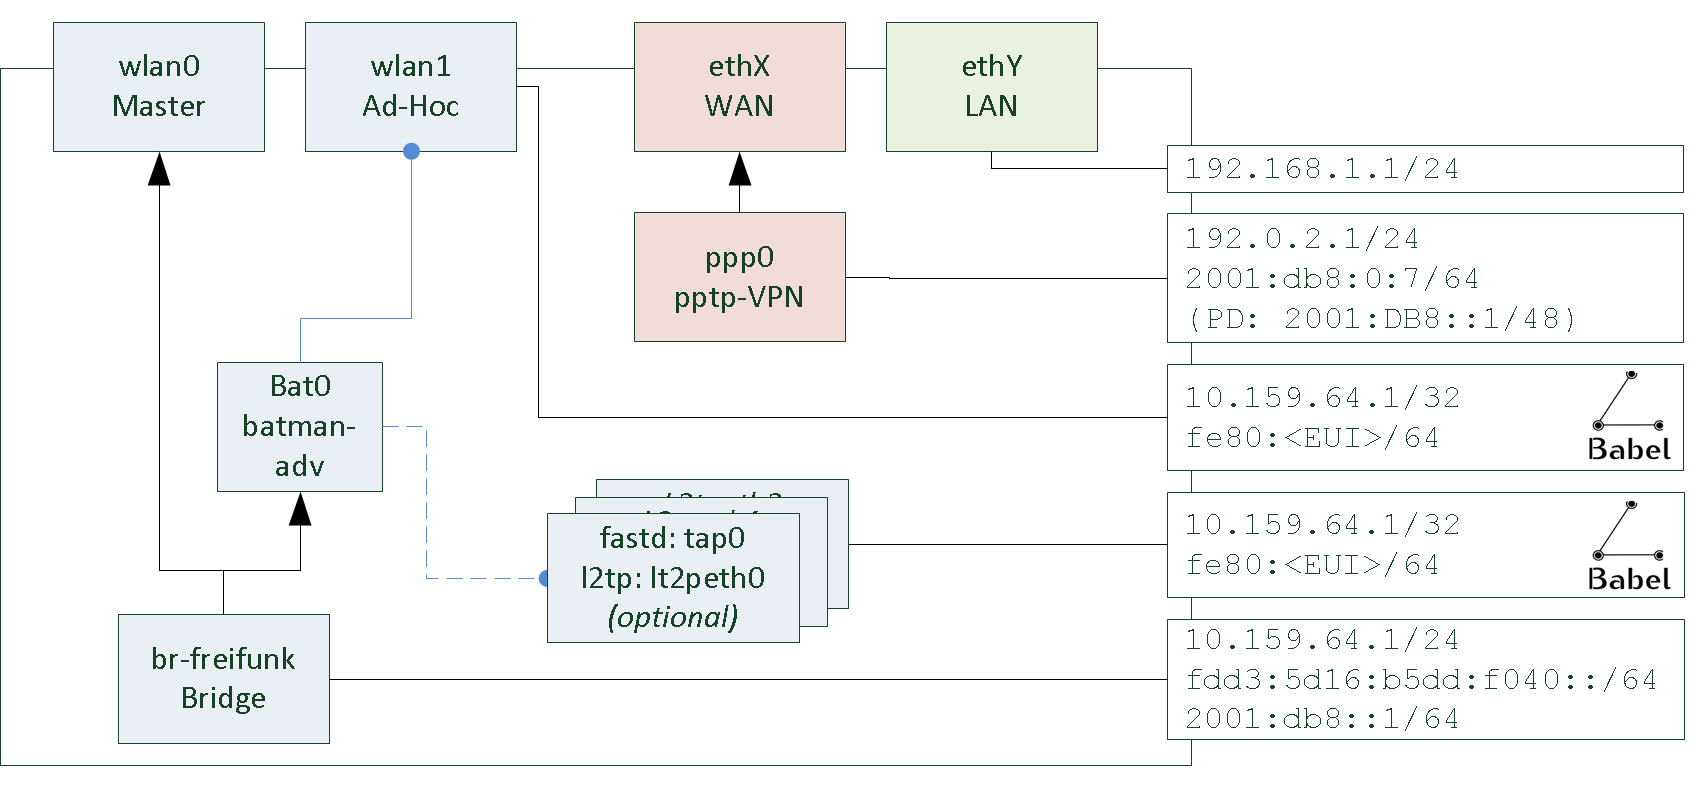 wlan0
Master
wlan1
Ad-Hoc
ethX
WAN
ethY
LAN
192.168.1.1/24
ppp0
pptp-VPN
192.0.2.1/24
2001:db8:0:7/64
(PD: 2001:DB8::1/48)
Bat0
batman-
adv
10.159.64.1/32
fe80:<EUI>/64
Babel
fastd: tap0
l2tp: lt2peth0
(optional)
10.159.64.1/32
fe80:<EUI>/64
Babel
br-freifunk
Bridge
10.159.64.1/24
fdd3:5d16:b5dd:f040::/64
2001:db8::1/64